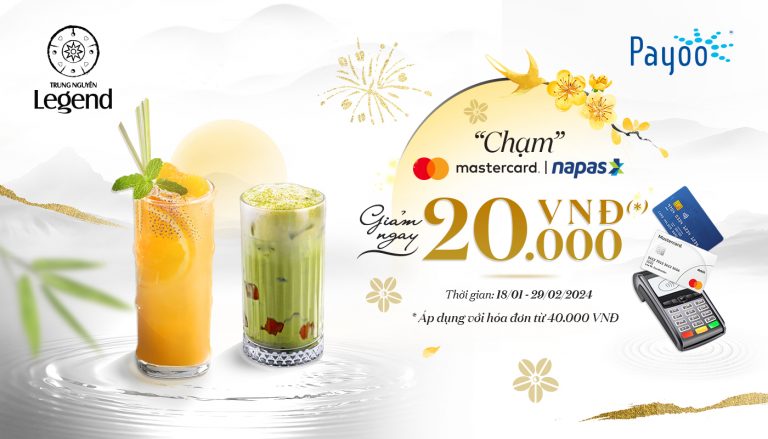 TRUNG NGUYÊN
Legend
Payoo
“Chạm”
mastercard. | napas
Giảm ngay
20.000 VNĐ(*)
Thời gian: 18/01 - 29/02/2024
* Áp dụng với hóa đơn từ 40.000 VNĐ
Mastercard